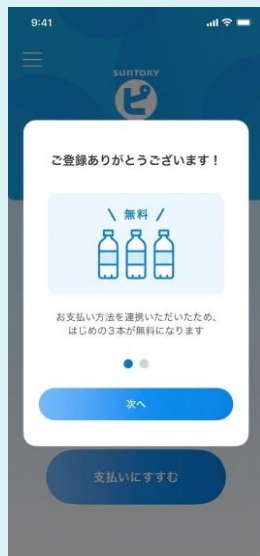 9:41
SUNTORY
ピ
ご登録ありがとうございます！
\ 無料 /
お支払い方法を連携いただいたため、
はじめの3本が無料になります
次へ
支払いにすすむ